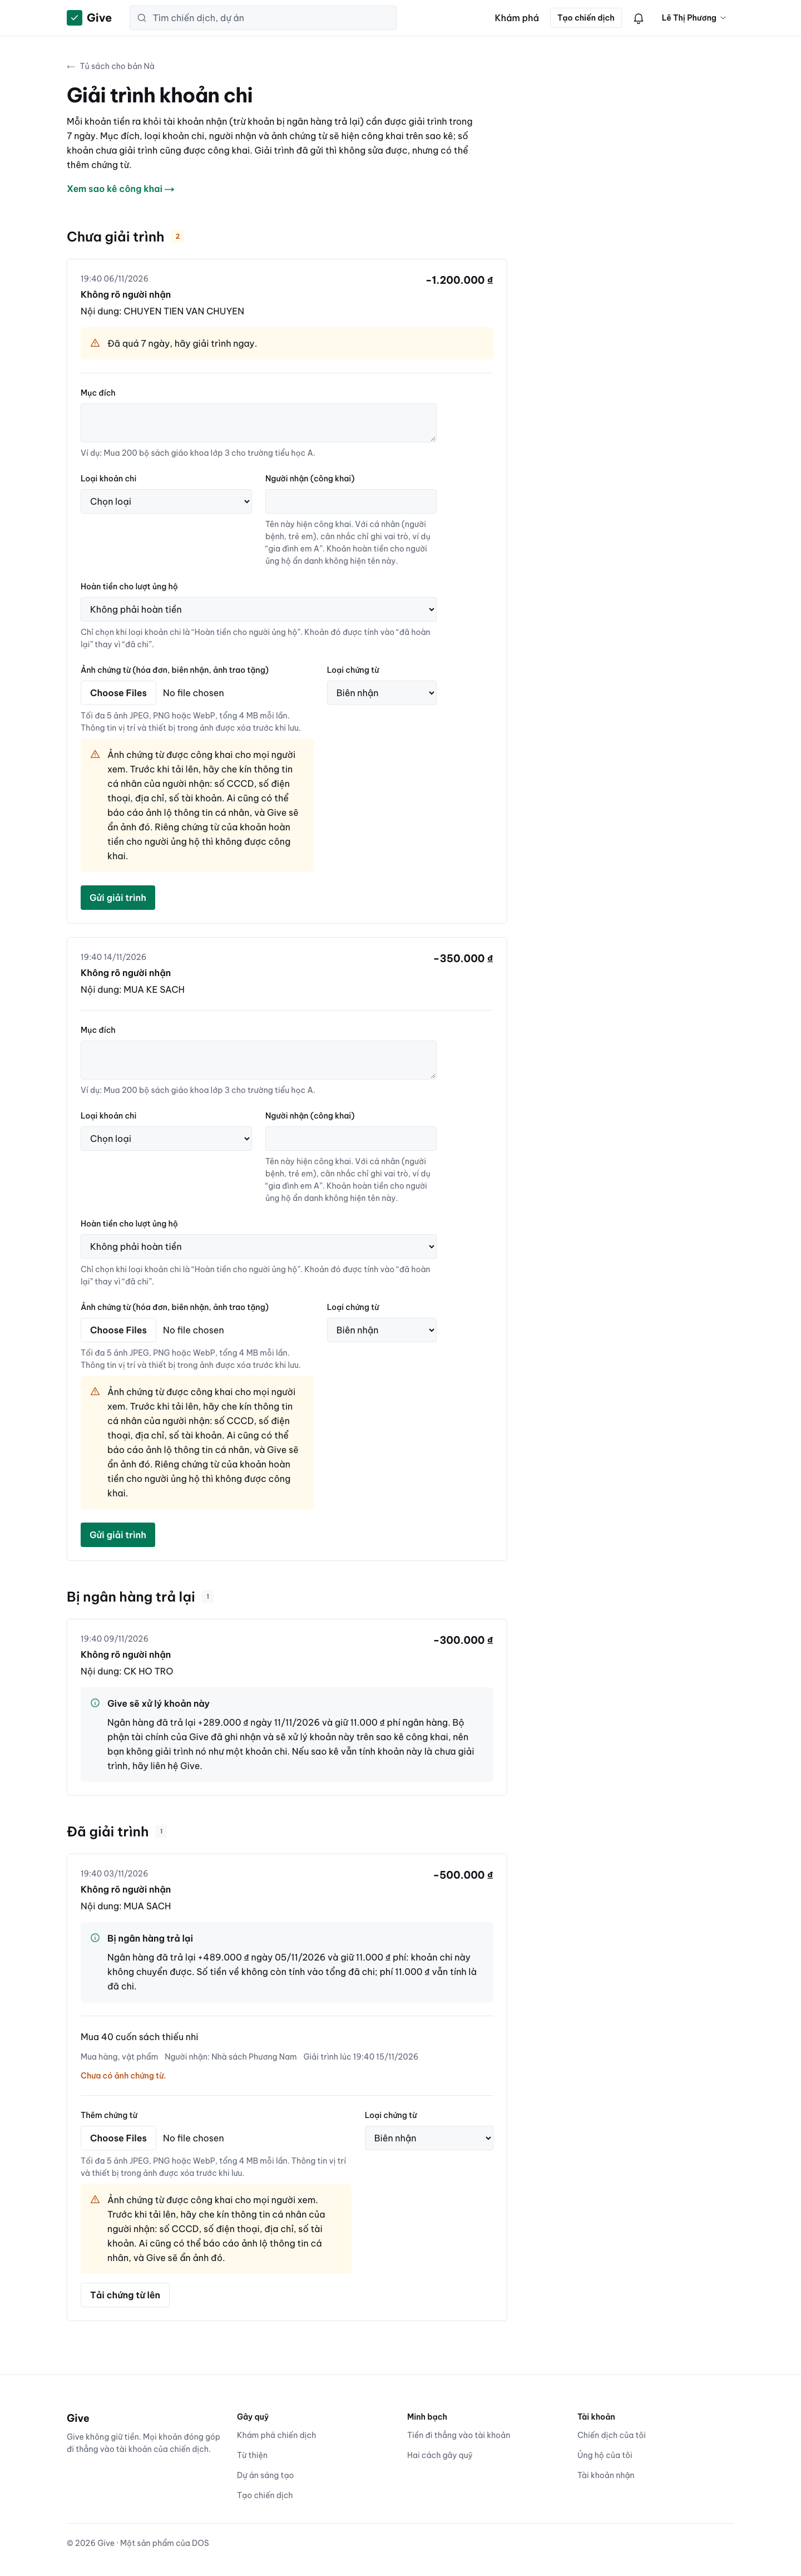 Give
Tìm chiến dịch, dự án
Khám phá
Tạo chiến dịch
Lê Thị Phương
← Tủ sách cho bản Nà
Giải trình khoản chi
Mỗi khoản tiền ra khỏi tài khoản nhận (trừ khoản bị ngân hàng trả lại) cần được giải trình trong
7 ngày. Mục đích, loại khoản chi, người nhận và ảnh chứng từ sẽ hiện công khai trên sao kê; số
khoản chưa giải trình cũng được công khai. Giải trình đã gửi thì không sửa được, nhưng có thể
thêm chứng từ.
Xem sao kê công khai →
Chưa giải trình 2
19:40 06/11/2026
−1.200.000 ₫
Không rõ người nhận
Nội dung: CHUYEN TIEN VAN CHUYEN
Đã quá 7 ngày, hãy giải trình ngay.
Mục đích
Ví dụ: Mua 200 bộ sách giáo khoa lớp 3 cho trường tiểu học A.
Loại khoản chi
Chọn loại
Người nhận (công khai)
Tên này hiện công khai. Với cá nhân (người
bệnh, trẻ em), cân nhắc chỉ ghi vai trò, ví dụ
“gia đình em A”. Khoản hoàn tiền cho người
ủng hộ ẩn danh không hiện tên này.
Hoàn tiền cho lượt ủng hộ
Không phải hoàn tiền
Chỉ chọn khi loại khoản chi là “Hoàn tiền cho người ủng hộ”. Khoản đó được tính vào “đã hoàn
lại” thay vì “đã chi”.
Ảnh chứng từ (hóa đơn, biên nhận, ảnh trao tặng)
Choose Files No file chosen
Loại chứng từ
Biên nhận
Tối đa 5 ảnh JPEG, PNG hoặc WebP, tổng 4 MB mỗi lần.
Thông tin vị trí và thiết bị trong ảnh được xóa trước khi lưu.
Ảnh chứng từ được công khai cho mọi người
xem. Trước khi tải lên, hãy che kín thông tin
cá nhân của người nhận: số CCCD, số điện
thoại, địa chỉ, số tài khoản. Ai cũng có thể
báo cáo ảnh lộ thông tin cá nhân, và Give sẽ
ẩn ảnh đó. Riêng chứng từ của khoản hoàn
tiền cho người ủng hộ thì không được công
khai.
Gửi giải trình
19:40 14/11/2026
−350.000 ₫
Không rõ người nhận
Nội dung: MUA KE SACH
Mục đích
Ví dụ: Mua 200 bộ sách giáo khoa lớp 3 cho trường tiểu học A.
Loại khoản chi
Chọn loại
Người nhận (công khai)
Tên này hiện công khai. Với cá nhân (người
bệnh, trẻ em), cân nhắc chỉ ghi vai trò, ví dụ
“gia đình em A”. Khoản hoàn tiền cho người
ủng hộ ẩn danh không hiện tên này.
Hoàn tiền cho lượt ủng hộ
Không phải hoàn tiền
Chỉ chọn khi loại khoản chi là “Hoàn tiền cho người ủng hộ”. Khoản đó được tính vào “đã hoàn
lại” thay vì “đã chi”.
Ảnh chứng từ (hóa đơn, biên nhận, ảnh trao tặng)
Choose Files No file chosen
Loại chứng từ
Biên nhận
Tối đa 5 ảnh JPEG, PNG hoặc WebP, tổng 4 MB mỗi lần.
Thông tin vị trí và thiết bị trong ảnh được xóa trước khi lưu.
Ảnh chứng từ được công khai cho mọi người
xem. Trước khi tải lên, hãy che kín thông tin
cá nhân của người nhận: số CCCD, số điện
thoại, địa chỉ, số tài khoản. Ai cũng có thể
báo cáo ảnh lộ thông tin cá nhân, và Give sẽ
ẩn ảnh đó. Riêng chứng từ của khoản hoàn
tiền cho người ủng hộ thì không được công
khai.
Gửi giải trình
Bị ngân hàng trả lại 1
19:40 09/11/2026
−300.000 ₫
Không rõ người nhận
Nội dung: CK HO TRO
Give sẽ xử lý khoản này
Ngân hàng đã trả lại +289.000 ₫ ngày 11/11/2026 và giữ 11.000 ₫ phí ngân hàng. Bộ
phận tài chính của Give đã ghi nhận và sẽ xử lý khoản này trên sao kê công khai, nên
bạn không giải trình nó như một khoản chi. Nếu sao kê vẫn tính khoản này là chưa giải
trình, hãy liên hệ Give.
Đã giải trình 1
19:40 03/11/2026
−500.000 ₫
Không rõ người nhận
Nội dung: MUA SACH
Bị ngân hàng trả lại
Ngân hàng đã trả lại +489.000 ₫ ngày 05/11/2026 và giữ 11.000 ₫ phí: khoản chi này
không chuyển được. Số tiền về không còn tính vào tổng đã chi; phí 11.000 ₫ vẫn tính là
đã chi.
Mua 40 cuốn sách thiếu nhi
Mua hàng, vật phẩm Người nhận: Nhà sách Phương Nam Giải trình lúc 19:40 15/11/2026
Chưa có ảnh chứng từ.
Thêm chứng từ
Choose Files No file chosen
Loại chứng từ
Biên nhận
Tối đa 5 ảnh JPEG, PNG hoặc WebP, tổng 4 MB mỗi lần. Thông tin vị trí
và thiết bị trong ảnh được xóa trước khi lưu.
Ảnh chứng từ được công khai cho mọi người xem.
Trước khi tải lên, hãy che kín thông tin cá nhân của
người nhận: số CCCD, số điện thoại, địa chỉ, số tài
khoản. Ai cũng có thể báo cáo ảnh lộ thông tin cá
nhân, và Give sẽ ẩn ảnh đó.
Tải chứng từ lên
Give
Give không giữ tiền. Mọi khoản đóng góp
đi thẳng vào tài khoản của chiến dịch.
Gây quỹ
Khám phá chiến dịch
Từ thiện
Dự án sáng tạo
Tạo chiến dịch
Minh bạch
Tiền đi thẳng vào tài khoản
Hai cách gây quỹ
Tài khoản
Chiến dịch của tôi
Ủng hộ của tôi
Tài khoản nhận
© 2026 Give · Một sản phẩm của DOS